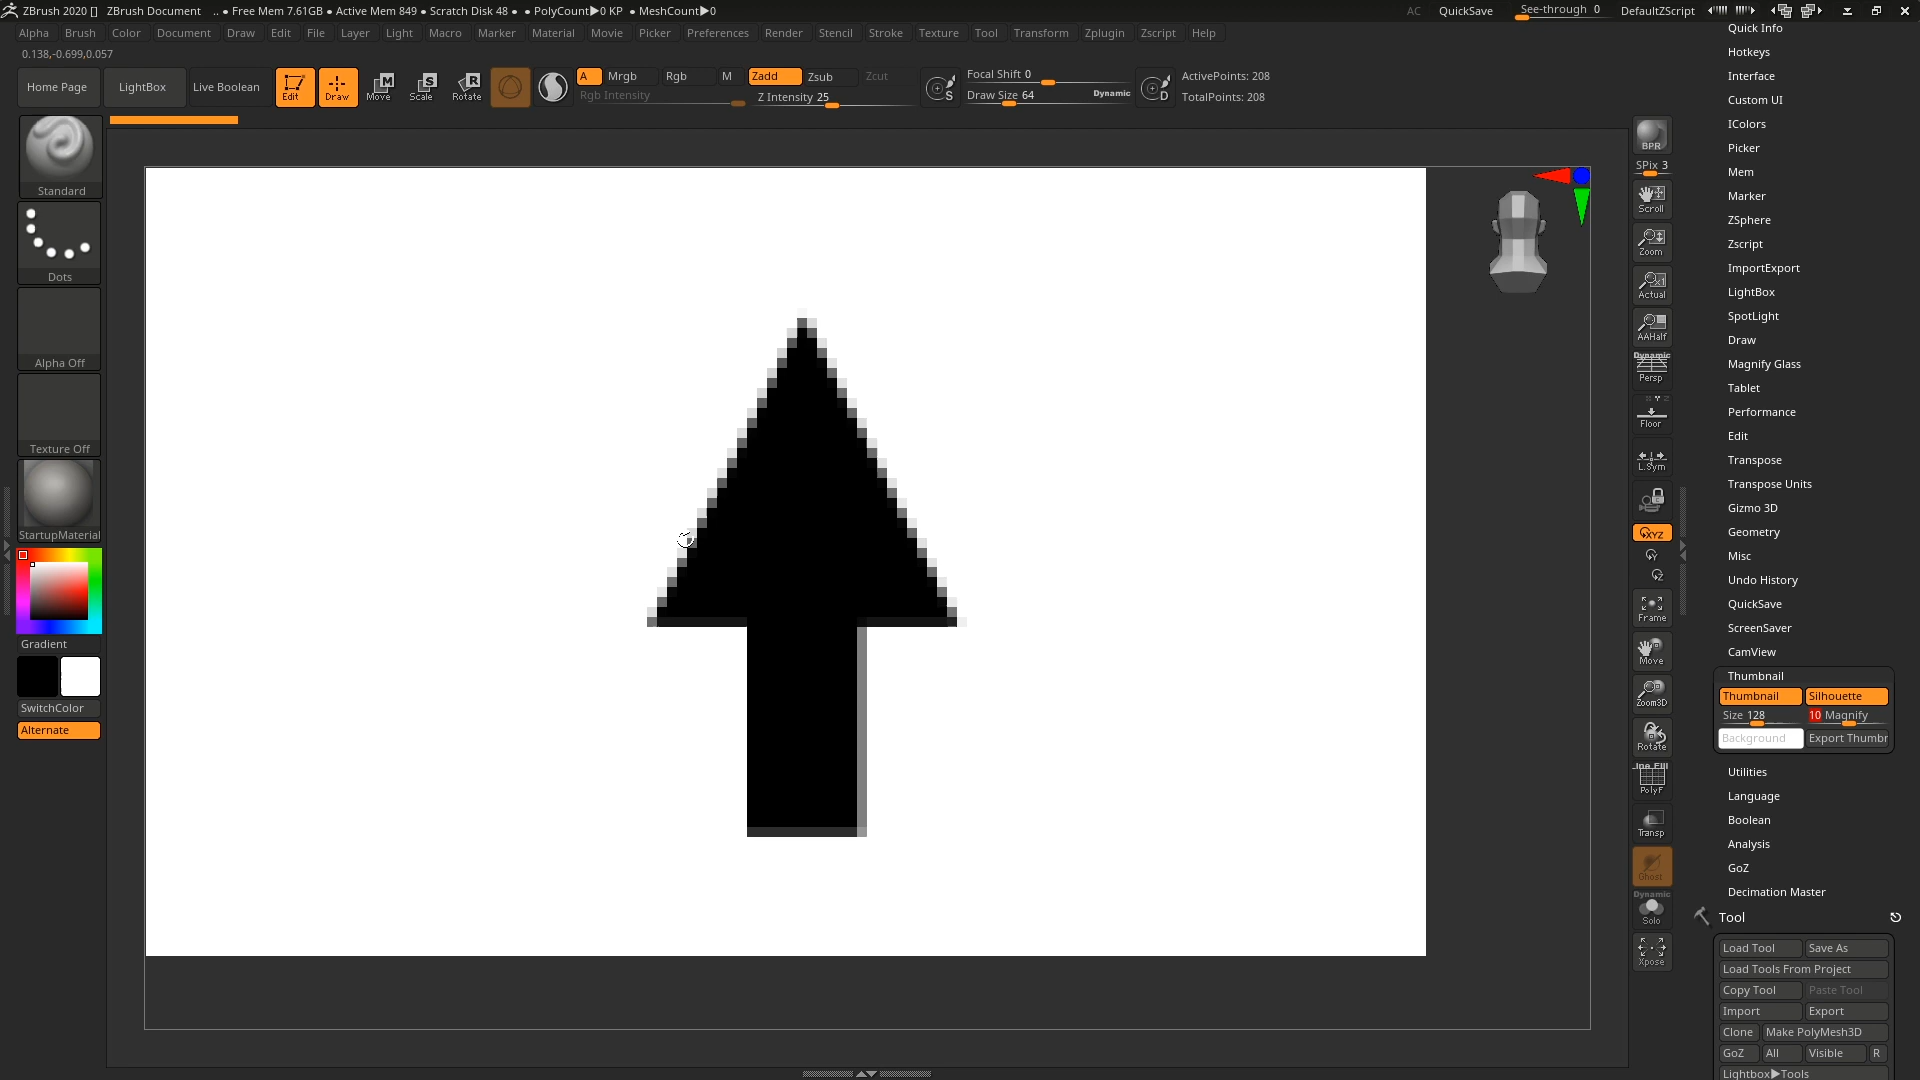 ZBrush 2020 [] ZBrush Document .. • Free Mem 7.61GB • Active Mem 849 • Scratch Disk 48 • • PolyCount▶0 KP • MeshCount▶0 AC QuickSave See-through 0 DefaultZScript
Alpha Brush Color Document Draw Edit File Layer Light Macro Marker Material Movie Picker Preferences Render Stencil Stroke Texture Tool Transform Zplugin Zscript Help
0.138,-0.699,0.057
Home Page LightBox Live Boolean Edit Draw Move Scale Rotate
A Mrgb Rgb M Zadd Zsub Zcut
Rgb Intensity Z Intensity 25
S Focal Shift 0
Draw Size 64 Dynamic
D ActivePoints: 208
TotalPoints: 208
Standard
Dots
Alpha Off
Texture Off
StartupMaterial
Gradient
SwitchColor
Alternate
BPR
SPix 3
Scroll
Zoom
Actual
AAHalf
Dynamic
Persp
Floor
L.Sym
XYZ
Y
Z
Frame
Move
Zoom3D
Rotate
Line Fill
PolyF
Transp
Ghost
Dynamic
Solo
Xpose
Quick Info
Hotkeys
Interface
Custom UI
IColors
Picker
Mem
Marker
ZSphere
Zscript
ImportExport
LightBox
SpotLight
Draw
Magnify Glass
Tablet
Performance
Edit
Transpose
Transpose Units
Gizmo 3D
Geometry
Misc
Undo History
QuickSave
ScreenSaver
CamView
Thumbnail
Thumbnail Silhouette
Size 128 10 Magnify
Background Export Thumbr
Utilities
Language
Boolean
Analysis
GoZ
Decimation Master
Tool
Load Tool Save As
Load Tools From Project
Copy Tool Paste Tool
Import Export
Clone Make PolyMesh3D
GoZ All Visible R
Lightbox▶Tools